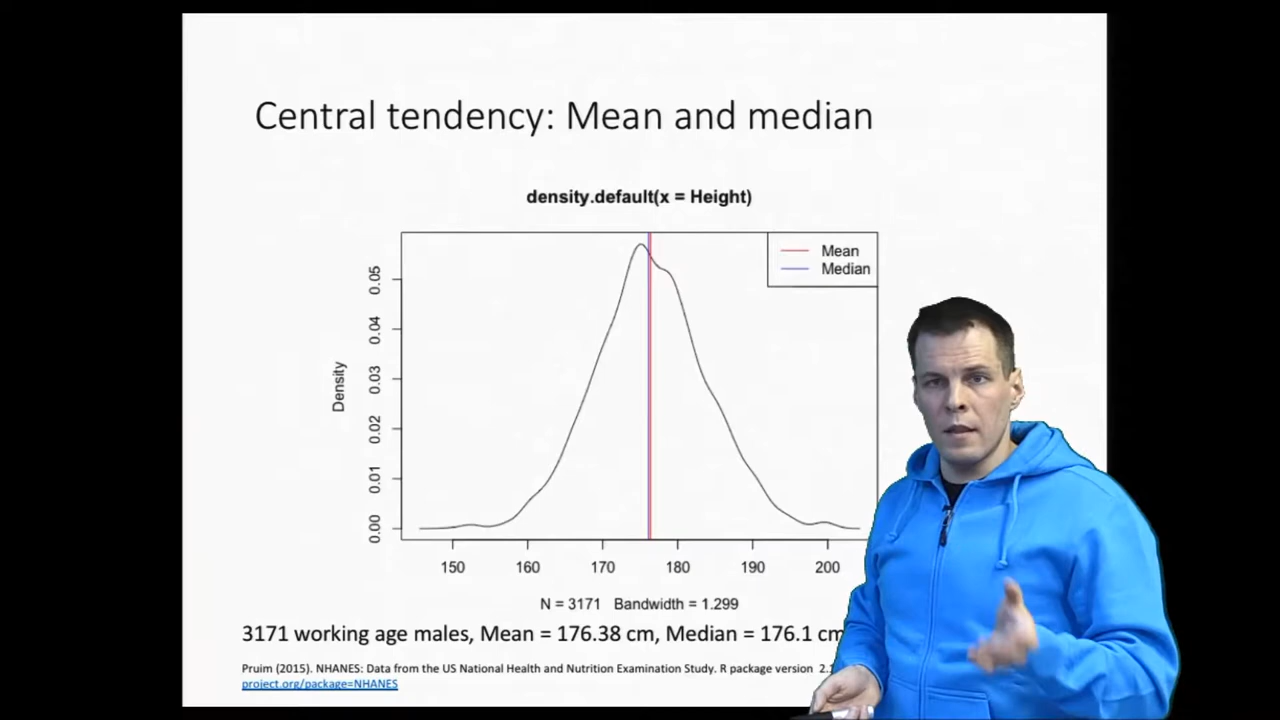 Central tendency: Mean and median
density.default(x = Height)
Mean
Median
Density
0.00 0.01 0.02 0.03 0.04 0.05
150 160 170 180 190 200
N = 3171 Bandwidth = 1.299
3171 working age males, Mean = 176.38 cm, Median = 176.1 cm
Pruim (2015). NHANES: Data from the US National Health and Nutrition Examination Study. R package version
project.org/package=NHANES